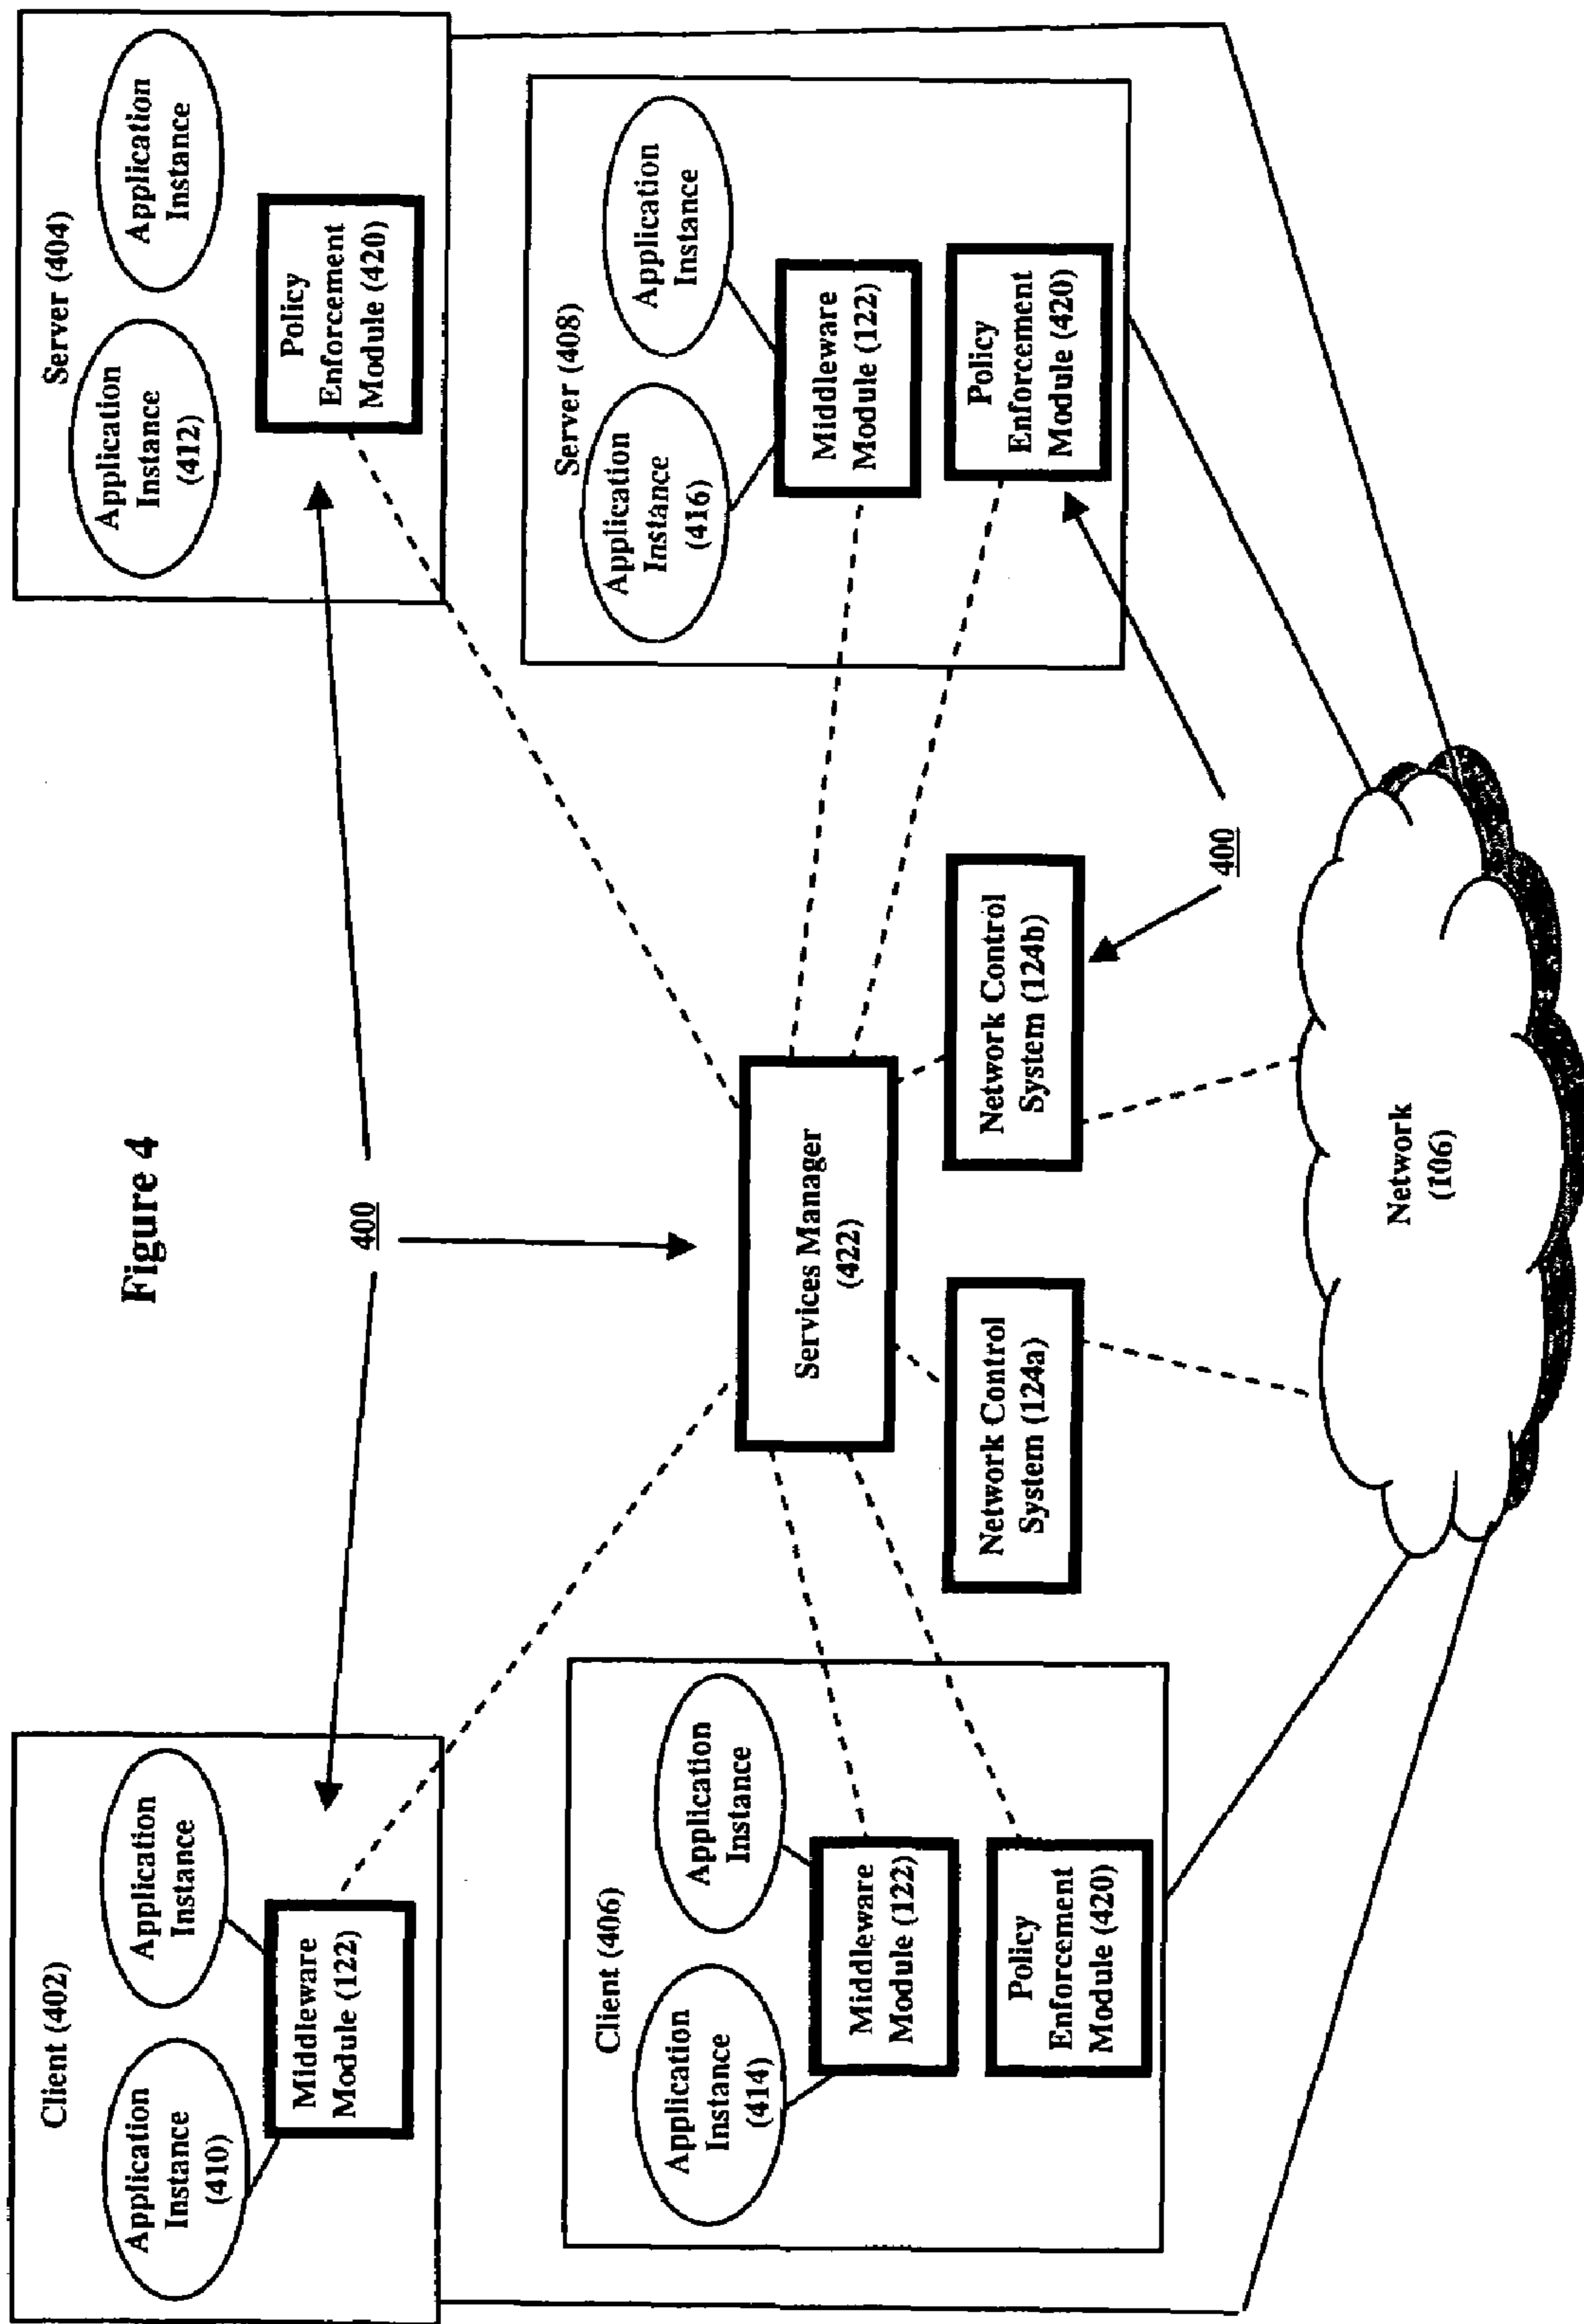 Figure 4
Client (402)
Application
Instance
(410)
Application
Instance
Middleware
Module (122)
400
Server (404)
Application
Instance
(412)
Application
Instance
Policy
Enforcement
Module (420)
Client (406)
Application
Instance
(414)
Application
Instance
Middleware
Module (122)
Policy
Enforcement
Module (420)
Services Manager
(422)
Network Control
System (124a)
Network Control
System (124b)
Server (408)
Application
Instance
(416)
Application
Instance
Middleware
Module (122)
Policy
Enforcement
Module (420)
400
Network
(106)